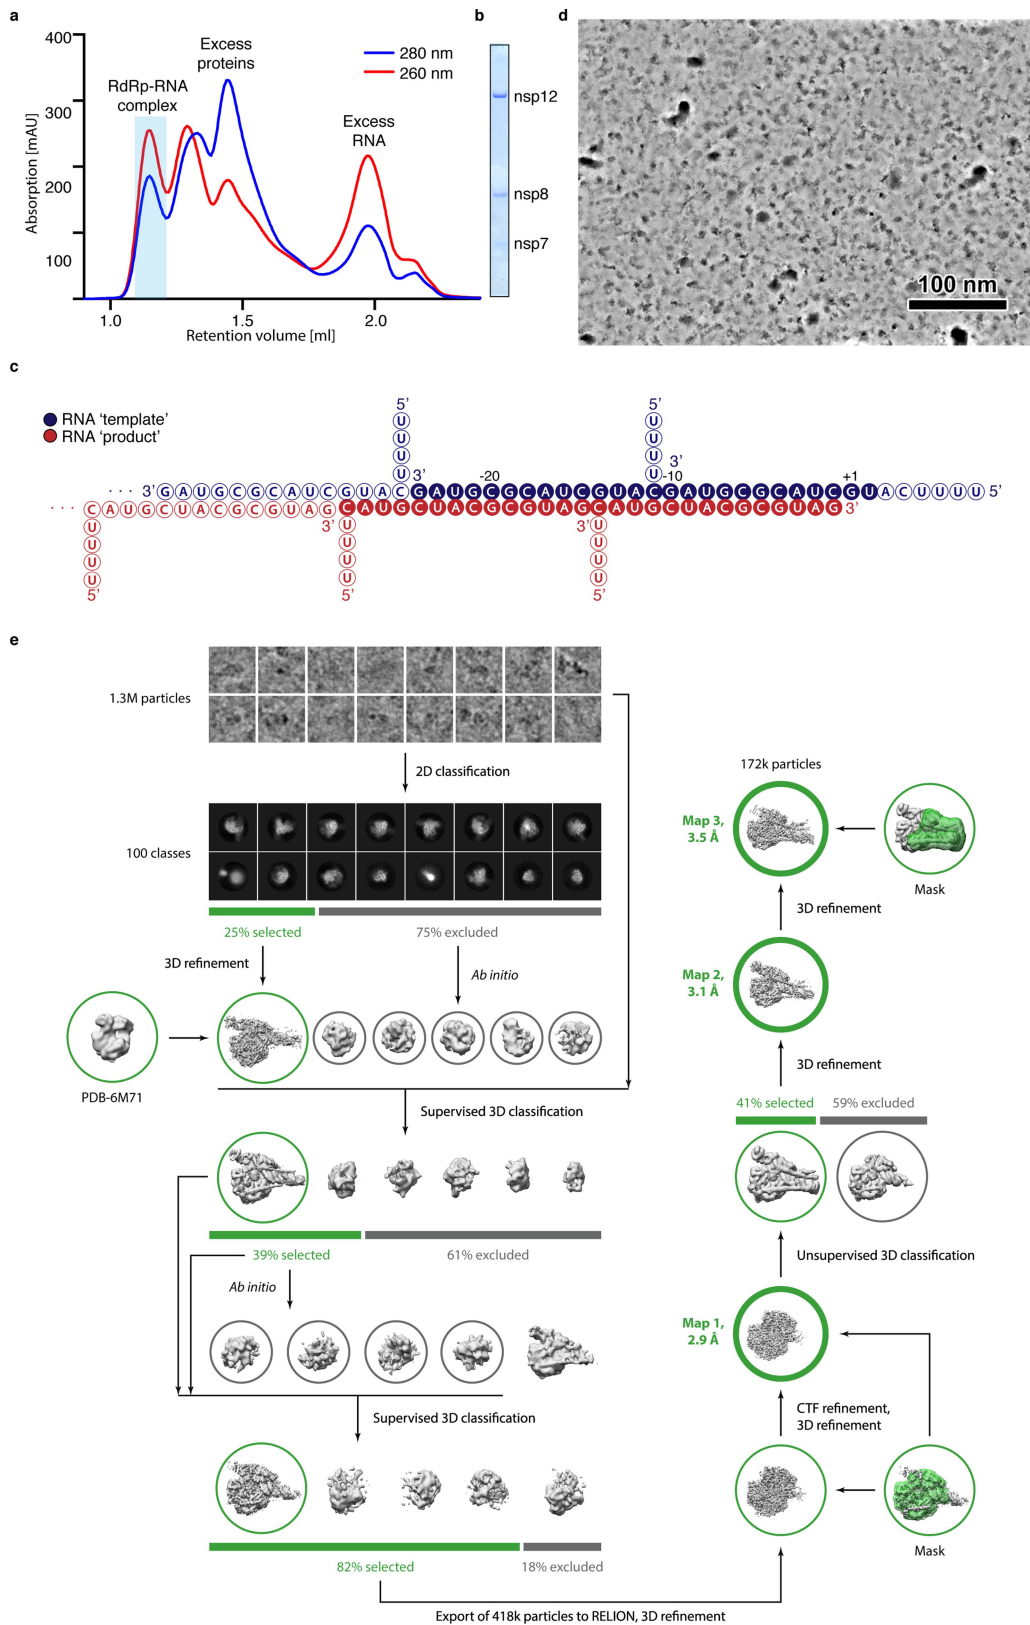 a
400
300
200
100
Absorption [mAU]
RdRp-RNA
complex
Excess
proteins
Excess
RNA
280 nm
260 nm
1.0
1.5
2.0
Retention volume [ml]
b
nsp12
nsp8
nsp7
d
100 nm
c
RNA ‘template’
RNA ‘product’
5’
U
U
U
U
3’
5’
U
U
U
U
3’
-20
-10
+1
· · · 3’GAUGCGCAUCGUACGAUGCGCAUCGUACGAUGCGCAUCGUACUUUU 5’
· · · CAUGCUACGCGUAGCAUGCUACGCGUAGCAUGCUACGCGUAG3’
3’
3’
U
U
U
U
5’
U
U
U
U
5’
U
U
U
U
5’
e
1.3M particles
2D classification
100 classes
25% selected
75% excluded
3D refinement
Ab initio
PDB-6M71
Supervised 3D classification
39% selected
61% excluded
Ab initio
Supervised 3D classification
82% selected
18% excluded
Export of 418k particles to RELION, 3D refinement
172k particles
Map 3,
3.5 Å
Mask
3D refinement
Map 2,
3.1 Å
3D refinement
41% selected
59% excluded
Unsupervised 3D classification
Map 1,
2.9 Å
CTF refinement,
3D refinement
Mask